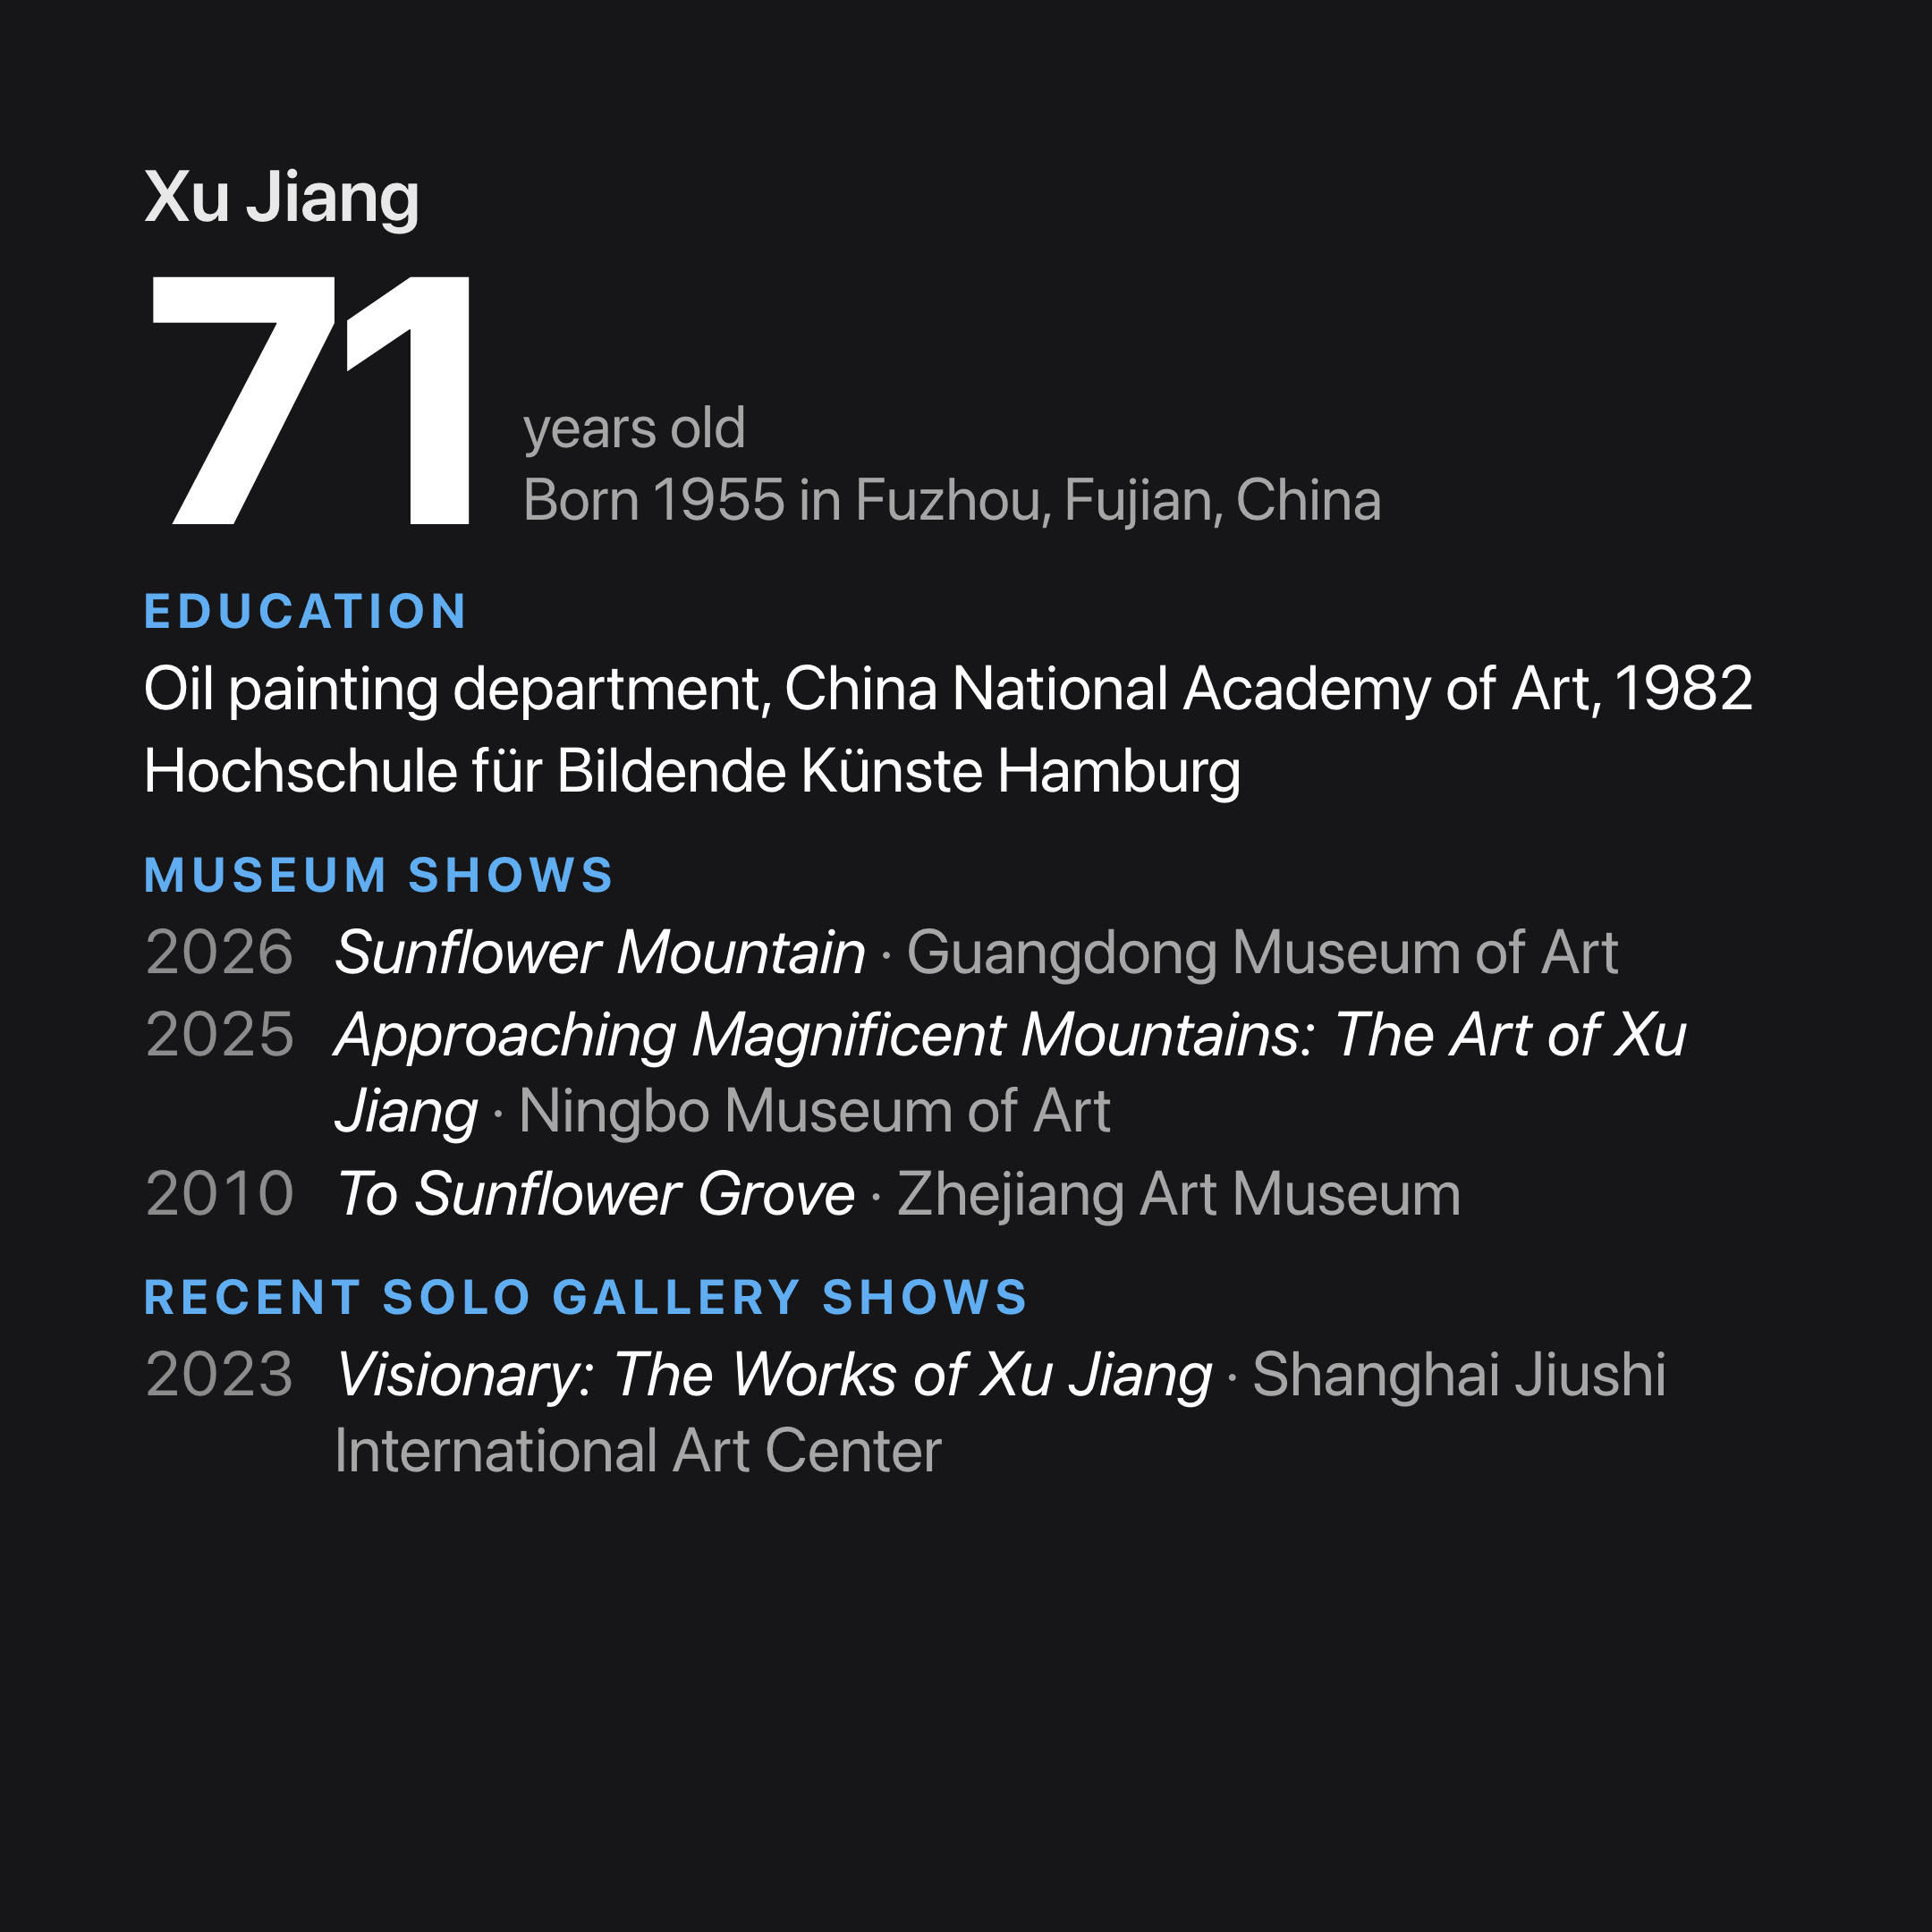 Xu Jiang
71
years old
Born 1955 in Fuzhou, Fujian, China
EDUCATION
Oil painting department, China National Academy of Art, 1982
Hochschule für Bildende Künste Hamburg
MUSEUM SHOWS
2026 Sunflower Mountain · Guangdong Museum of Art
2025 Approaching Magnificent Mountains: The Art of Xu
Jiang · Ningbo Museum of Art
2010 To Sunflower Grove · Zhejiang Art Museum
RECENT SOLO GALLERY SHOWS
2023 Visionary: The Works of Xu Jiang · Shanghai Jiushi
International Art Center